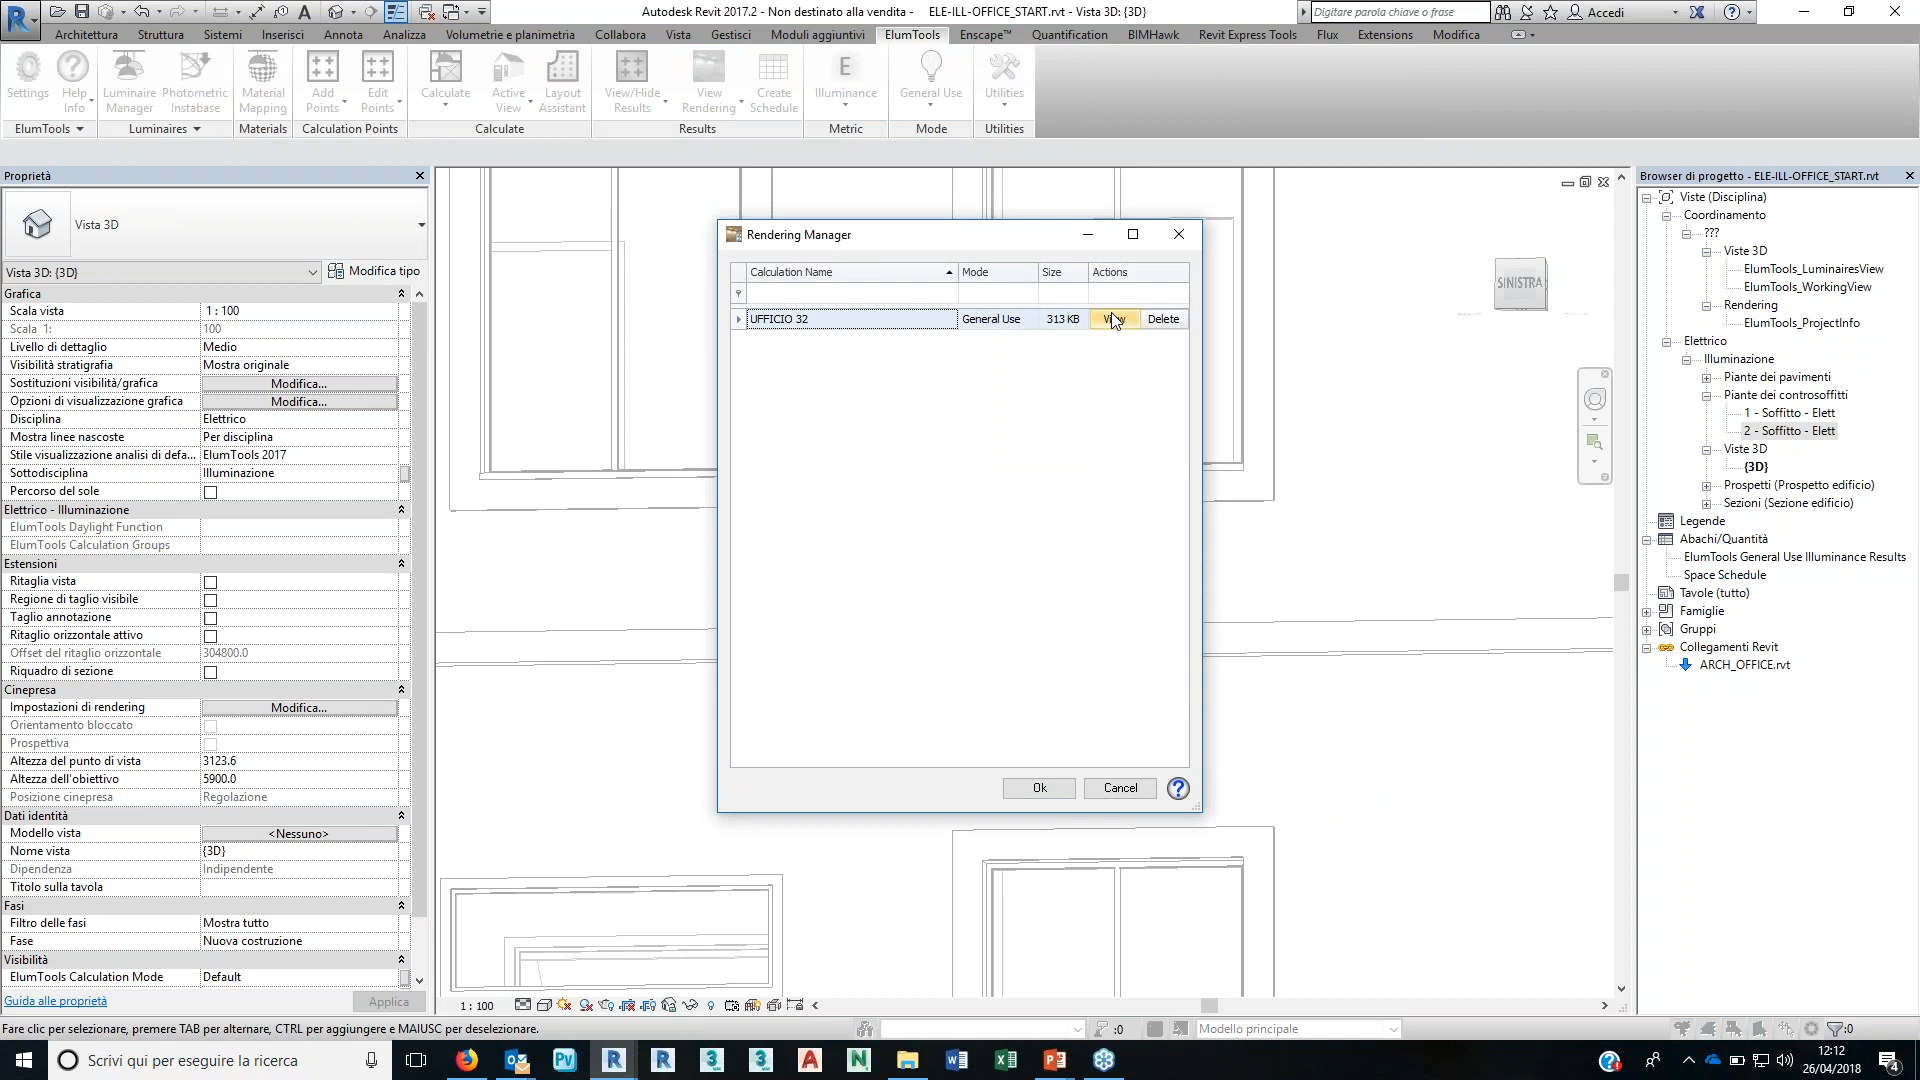 Autodesk Revit 2017.2 - Non destinato alla vendita - ELE-ILL-OFFICE_START.rvt - Vista 3D: {3D}
Digitare parola chiave o frase
Accedi
Architettura Struttura Sistemi Inserisci Annota Analizza Volumetrie e planimetria Collabora Vista Gestisci Moduli aggiuntivi ElumTools Enscape™ Quantification BIMHawk Revit Express Tools Flux Extensions Modifica
Settings
Help Info
Luminaire Manager
Photometric Instabase
Material Mapping
Add Points
Edit Points
Calculate
Active View
Layout Assistant
View/Hide Results
View Rendering
Create Schedule
Illuminance
General Use
Utilities
ElumTools Luminaires Materials Calculation Points Calculate Results Metric Mode Utilities
Proprietà
Vista 3D
Vista 3D: {3D} Modifica tipo
Grafica
Scala vista 1 : 100
Scala 1: 100
Livello di dettaglio Medio
Visibilità stratigrafia Mostra originale
Sostituzioni visibilità/grafica Modifica...
Opzioni di visualizzazione grafica Modifica...
Disciplina Elettrico
Mostra linee nascoste Per disciplina
Stile visualizzazione analisi di defa... ElumTools 2017
Sottodisciplina Illuminazione
Percorso del sole
Elettrico - Illuminazione
ElumTools Daylight Function
ElumTools Calculation Groups
Estensioni
Ritaglia vista
Regione di taglio visibile
Taglio annotazione
Ritaglio orizzontale attivo
Offset del ritaglio orizzontale 304800.0
Riquadro di sezione
Cinepresa
Impostazioni di rendering Modifica...
Orientamento bloccato
Prospettiva
Altezza del punto di vista 3123.6
Altezza dell'obiettivo 5900.0
Posizione cinepresa Regolazione
Dati identità
Modello vista <Nessuno>
Nome vista {3D}
Dipendenza Indipendente
Titolo sulla tavola
Fasi
Filtro delle fasi Mostra tutto
Fase Nuova costruzione
Visibilità
ElumTools Calculation Mode Default
Guida alle proprietà Applica
Rendering Manager
Calculation Name Mode Size Actions
UFFICIO 32 General Use 313 KB View Delete
Ok Cancel
SINISTRA
1 : 100
Browser di progetto - ELE-ILL-OFFICE_START.rvt
Viste (Disciplina)
Coordinamento
???
Viste 3D
ElumTools_LuminairesView
ElumTools_WorkingView
Rendering
ElumTools_ProjectInfo
Elettrico
Illuminazione
Piante dei pavimenti
Piante dei controsoffitti
1 - Soffitto - Elett
2 - Soffitto - Elett
Viste 3D
{3D}
Prospetti (Prospetto edificio)
Sezioni (Sezione edificio)
Legende
Abachi/Quantità
ElumTools General Use Illuminance Results
Space Schedule
Tavole (tutto)
Famiglie
Gruppi
Collegamenti Revit
ARCH_OFFICE.rvt
Fare clic per selezionare, premere TAB per alternare, CTRL per aggiungere e MAIUSC per deselezionare.
:0
Modello principale
:0
Scrivi qui per eseguire la ricerca
12:12
26/04/2018
4